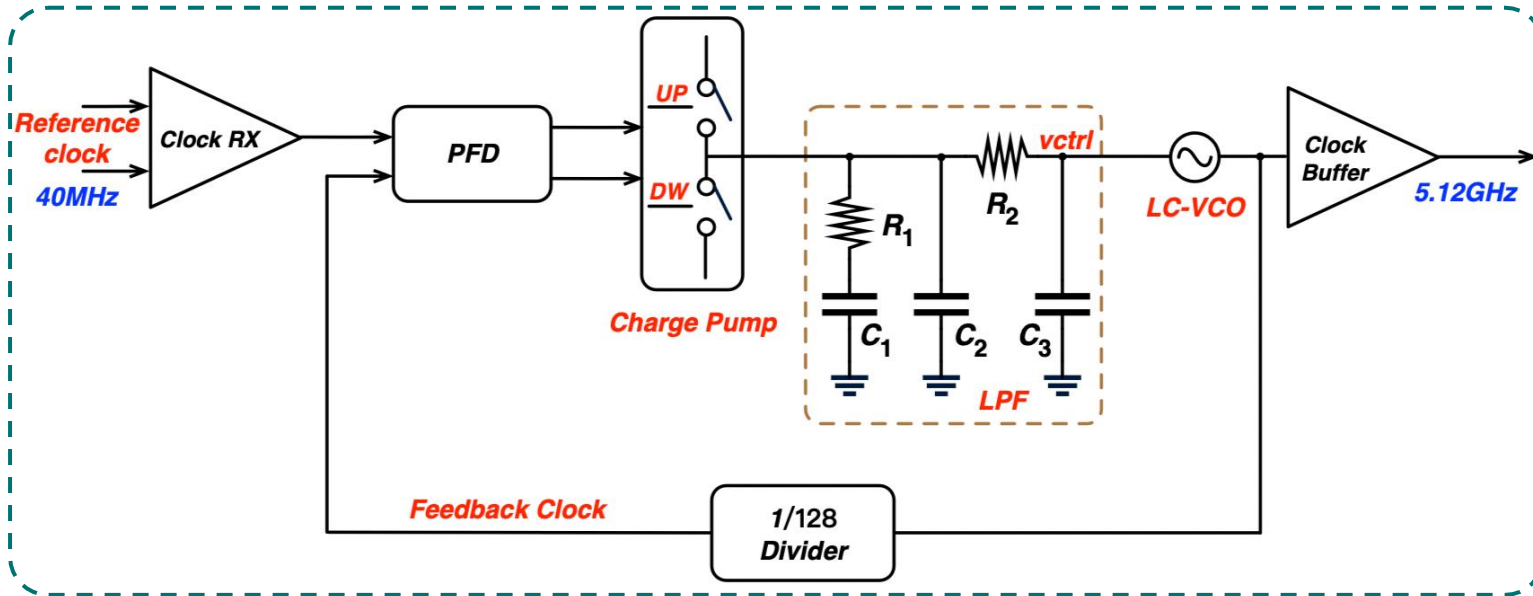 Reference
clock
40MHz
Clock RX
PFD
UP
DW
Charge Pump
R1
C1
C2
R2
C3
vctrl
LPF
LC-VCO
Clock
Buffer
5.12GHz
Feedback Clock
1/128
Divider